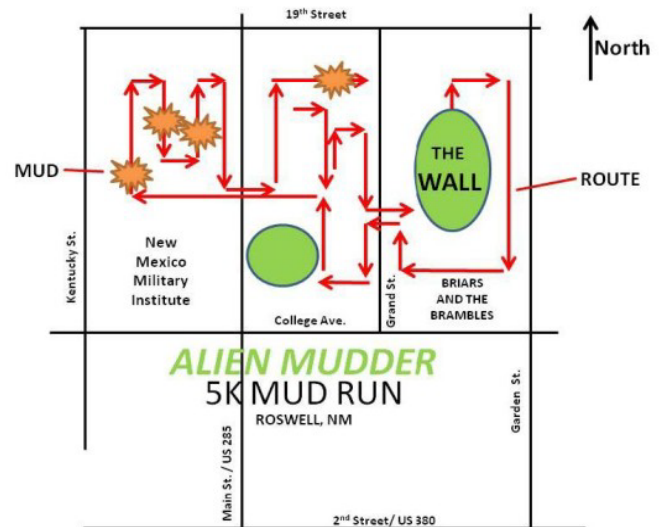 19th Street
North
MUD
THE
WALL
ROUTE
Kentucky St.
New
Mexico
Military
Institute
College Ave.
Grand St.
BRIARS
AND THE
BRAMBLES
Garden St.
ALIEN MUDDER
5K MUD RUN
ROSWELL, NM
Main St. / US 285
2nd Street/ US 380